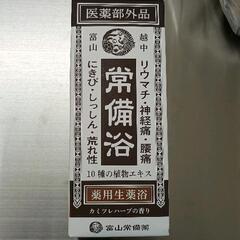 医薬部外品
越中
富山
常備浴
リウマチ・神経痛・腰痛
にきび・しっしん・荒れ性
10種の植物エキス
薬用生薬浴
カミツレハーブの香り
富山常備薬